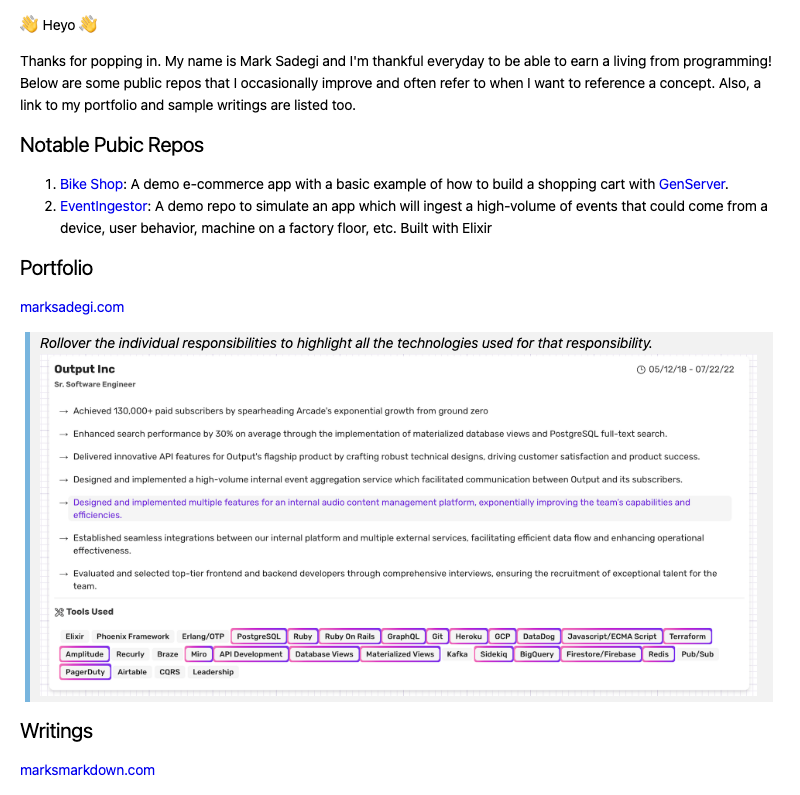 👋 Heyo 👋
Thanks for popping in. My name is Mark Sadegi and I'm thankful everyday to be able to earn a living from programming!
Below are some public repos that I occasionally improve and often refer to when I want to reference a concept. Also, a
link to my portfolio and sample writings are listed too.
Notable Pubic Repos
1. Bike Shop: A demo e-commerce app with a basic example of how to build a shopping cart with GenServer.
2. EventIngestor: A demo repo to simulate an app which will ingest a high-volume of events that could come from a
device, user behavior, machine on a factory floor, etc. Built with Elixir
Portfolio
marksadegi.com
Rollover the individual responsibilities to highlight all the technologies used for that responsibility.
Output Inc 05/12/18 - 07/22/22
Sr. Software Engineer
→ Achieved 130,000+ paid subscribers by spearheading Arcade's exponential growth from ground zero
→ Enhanced search performance by 30% on average through the implementation of materialized database views and PostgreSQL full-text search.
→ Delivered innovative API features for Output's flagship product by crafting robust technical designs, driving customer satisfaction and product success.
→ Designed and implemented a high-volume internal event aggregation service which facilitated communication between Output and its subscribers.
→ Designed and implemented multiple features for an internal audio content management platform, exponentially improving the team's capabilities and
efficiencies.
→ Established seamless integrations between our internal platform and multiple external services, facilitating efficient data flow and enhancing operational
effectiveness.
→ Evaluated and selected top-tier frontend and backend developers through comprehensive interviews, ensuring the recruitment of exceptional talent for the
team.
Tools Used
Elixir Phoenix Framework Erlang/OTP PostgreSQL Ruby Ruby On Rails GraphQL Git Heroku GCP DataDog Javascript/ECMA Script Terraform
Amplitude Recurly Braze Miro API Development Database Views Materialized Views Kafka Sidekiq BigQuery Firestore/Firebase Redis Pub/Sub
PagerDuty Airtable CQRS Leadership
Writings
marksmarkdown.com